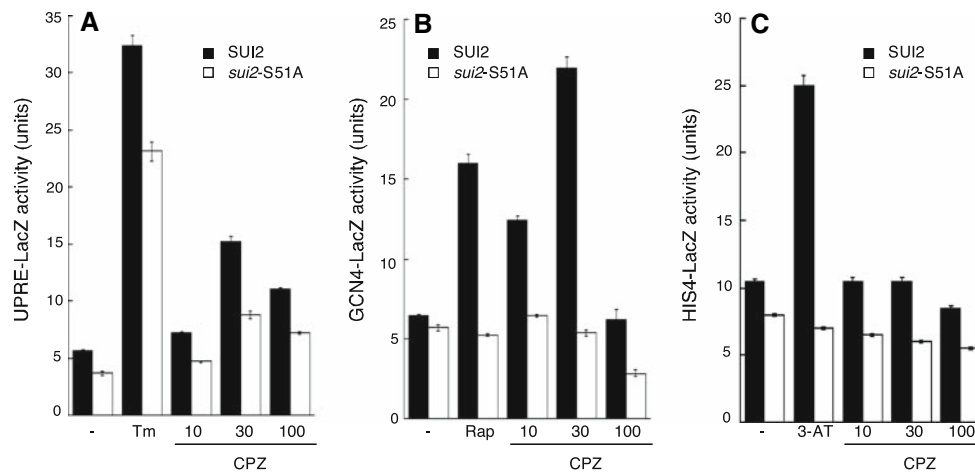 A
SUI2
sui2-S51A
UPRE-LacZ activity (units)
35
30
25
20
15
10
5
0
- Tm 10 30 100
CPZ
B
SUI2
sui2-S51A
GCN4-LacZ activity (units)
25
20
15
10
5
0
- Rap 10 30 100
CPZ
C
SUI2
sui2-S51A
HIS4-LacZ activity (units)
30
25
20
15
10
5
0
- 3-AT 10 30 100
CPZ